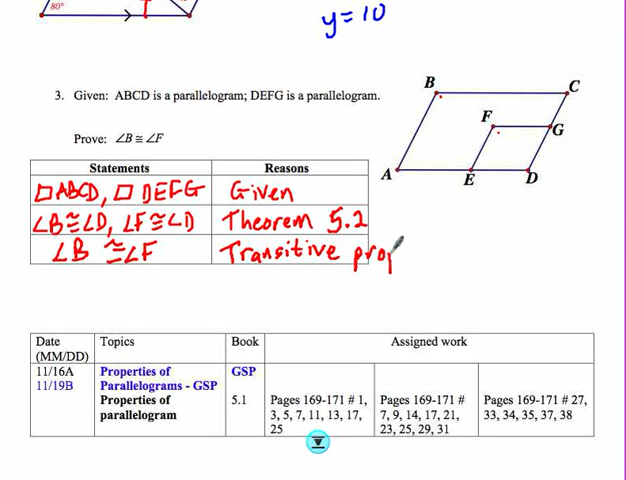 80°
y = 10
3. Given: ABCD is a parallelogram; DEFG is a parallelogram.
Prove: ∠B ≅ ∠F
B
C
F
G
A
E
D
Statements Reasons
▱ABCD, ▱DEFG Given
∠B≅∠D, ∠F≅∠D Theorem 5.2
∠B ≅∠F Transitive prop
Date (MM/DD) Topics Book Assigned work
11/16A Properties of GSP
11/19B Parallelograms - GSP
Properties of 5.1 Pages 169-171 # 1, Pages 169-171 # Pages 169-171 # 27,
parallelogram 3, 5, 7, 11, 13, 17, 7, 9, 14, 17, 21, 33, 34, 35, 37, 38
25 23, 25, 29, 31